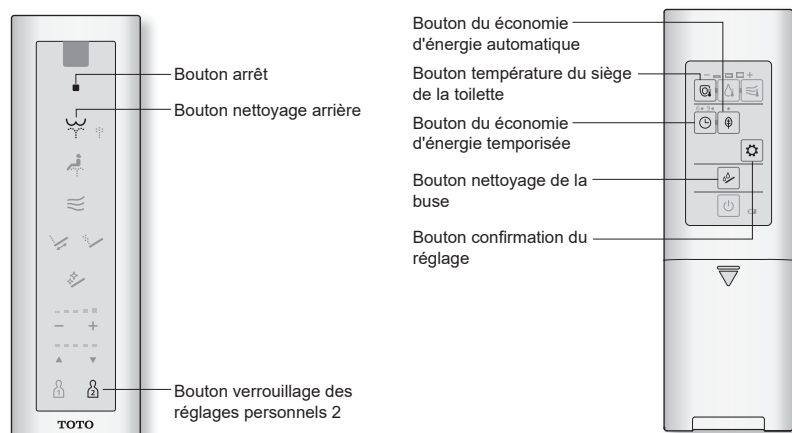 Bouton arrêt
Bouton nettoyage arrière
1
2
Bouton verrouillage des
réglages personnels 2
TOTO
Bouton du économie
d'énergie automatique
Bouton température du siège
de la toilette
Bouton du économie
d'énergie temporisée
Bouton nettoyage de la
buse
Bouton confirmation du
réglage